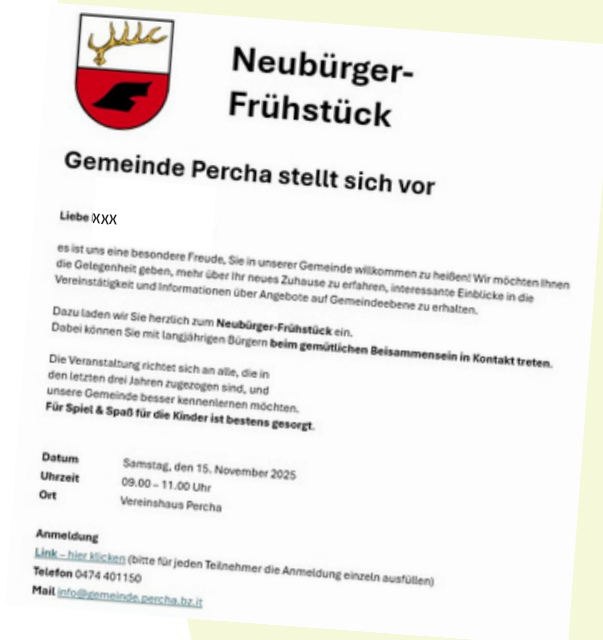 Neubürger-
Frühstück
Gemeinde Percha stellt sich vor
Liebe XXX
es ist uns eine besondere Freude, Sie in unserer Gemeinde willkommen zu heißen! Wir möchten Ihnen
die Gelegenheit geben, mehr über Ihr neues Zuhause zu erfahren, interessante Einblicke in die
Vereinstätigkeit und Informationen über Angebote auf Gemeindeebene zu erhalten.
Dazu laden wir Sie herzlich zum Neubürger-Frühstück ein.
Dabei können Sie mit langjährigen Bürgern beim gemütlichen Beisammensein in Kontakt treten.
Die Veranstaltung richtet sich an alle, die in
den letzten drei Jahren zugezogen sind, und
unsere Gemeinde besser kennenlernen möchten.
Für Spiel & Spaß für die Kinder ist bestens gesorgt.
Datum Samstag, den 15. November 2025
Uhrzeit 09.00 – 11.00 Uhr
Ort Vereinshaus Percha
Anmeldung
Link – hier klicken (bitte für jeden Teilnehmer die Anmeldung einzeln ausfüllen)
Telefon 0474 401150
Mail info@gemeinde.percha.bz.it